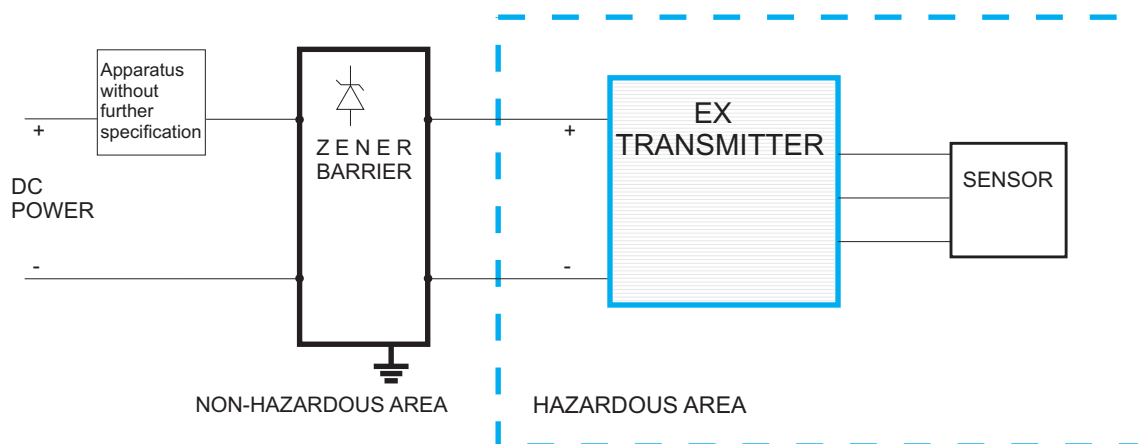 Apparatus
without
further
specification
+
-
DC
POWER
Z E N E R
BARRIER
+
-
EX
TRANSMITTER
SENSOR
NON-HAZARDOUS AREA
HAZARDOUS AREA